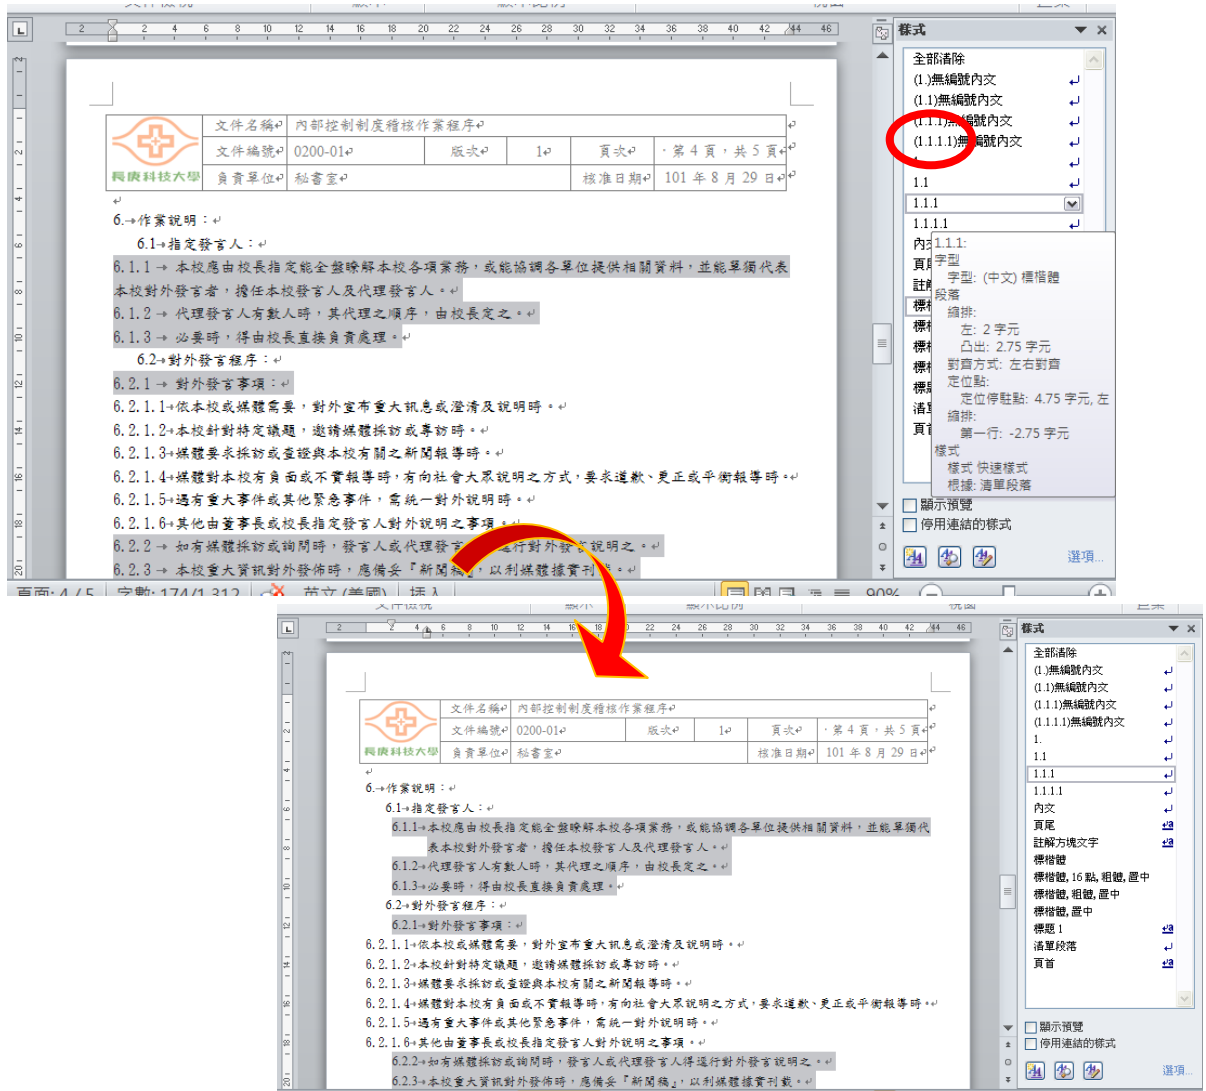 2 2 4 6 8 10 12 14 16 18 20 22 24 26 28 30 32 34 36 38 40 42 44 46
樣式
全部清除
(1.)無編號內文
(1.1)無編號內文
(1.1.1)無編號內文
(1.1.1.1)無編號內文
1.1
1.1.1
1.1.1.1
1.1.1:
字型
字型: (中文) 標楷體
段落
縮排:
左: 2 字元
凸出: 2.75 字元
對齊方式: 左右對齊
定位點:
定位停駐點: 4.75 字元, 左
縮排:
第一行: -2.75 字元
樣式
樣式 快速樣式
根據: 清單段落
顯示預覽
停用連結的樣式
選項...
長庚科技大學
文件名稱 內部控制制度稽核作業程序
文件編號 0200-01 版次 1 頁次 第 4 頁，共 5 頁
負責單位 秘書室 核准日期 101 年 8 月 29 日
6.→作業說明：
6.1→指定發言人：
6.1.1→ 本校應由校長指定能全盤瞭解本校各項業務，或能協調各單位提供相關資料，並能單獨代表
本校對外發言者，擔任本校發言人及代理發言人。
6.1.2→ 代理發言人有數人時，其代理之順序，由校長定之。
6.1.3→ 必要時，得由校長直接負責處理。
6.2→對外發言程序：
6.2.1→ 對外發言事項：
6.2.1.1→依本校或媒體需要，對外宣布重大訊息或澄清及說明時。
6.2.1.2→本校針對特定議題，邀請媒體採訪或專訪時。
6.2.1.3→媒體要求採訪或查證與本校有關之新聞報導時。
6.2.1.4→媒體對本校有負面或不實報導時，有向社會大眾說明之方式，要求道歉、更正或平衡報導時。
6.2.1.5→遇有重大事件或其他緊急事件，需統一對外說明時。
6.2.1.6→其他由董事長或校長指定發言人對外說明之事項。
6.2.2→ 如有媒體採訪或詢問時，發言人或代理發言 行對外發言說明之。
6.2.3→ 本校重大資訊對外發佈時，應備妥『新聞稿』，以利媒體據實刊載。
頁面: 4 / 5 字數: 174/1,312 英文 (美國) 插入 90%
2 2 4 6 8 10 12 14 16 18 20 22 24 26 28 30 32 34 36 38 40 42 44 46
樣式
全部清除
(1.)無編號內文
(1.1)無編號內文
(1.1.1)無編號內文
(1.1.1.1)無編號內文
1.
1.1
1.1.1
1.1.1.1
內文
頁尾
註解方塊文字
標楷體
標楷體, 16 點, 粗體, 置中
標楷體, 粗體, 置中
標楷體, 置中
標題 1
清單段落
頁首
顯示預覽
停用連結的樣式
選項...
長庚科技大學
文件名稱 內部控制制度稽核作業程序
文件編號 0200-01 版次 1 頁次 第 4 頁，共 5 頁
負責單位 秘書室 核准日期 101 年 8 月 29 日
6.→作業說明：
6.1→指定發言人：
6.1.1→本校應由校長指定能全盤瞭解本校各項業務，或能協調各單位提供相關資料，並能單獨代
表本校對外發言者，擔任本校發言人及代理發言人。
6.1.2→代理發言人有數人時，其代理之順序，由校長定之。
6.1.3→必要時，得由校長直接負責處理。
6.2→對外發言程序：
6.2.1→對外發言事項：
6.2.1.1→依本校或媒體需要，對外宣布重大訊息或澄清及說明時。
6.2.1.2→本校針對特定議題，邀請媒體採訪或專訪時。
6.2.1.3→媒體要求採訪或查證與本校有關之新聞報導時。
6.2.1.4→媒體對本校有負面或不實報導時，有向社會大眾說明之方式，要求道歉、更正或平衡報導時。
6.2.1.5→遇有重大事件或其他緊急事件，需統一對外說明時。
6.2.1.6→其他由董事長或校長指定發言人對外說明之事項。
6.2.2→如有媒體採訪或詢問時，發言人或代理發言人得逕行對外發言說明之。
6.2.3→本校重大資訊對外發佈時，應備妥『新聞稿』，以利媒體據實刊載。